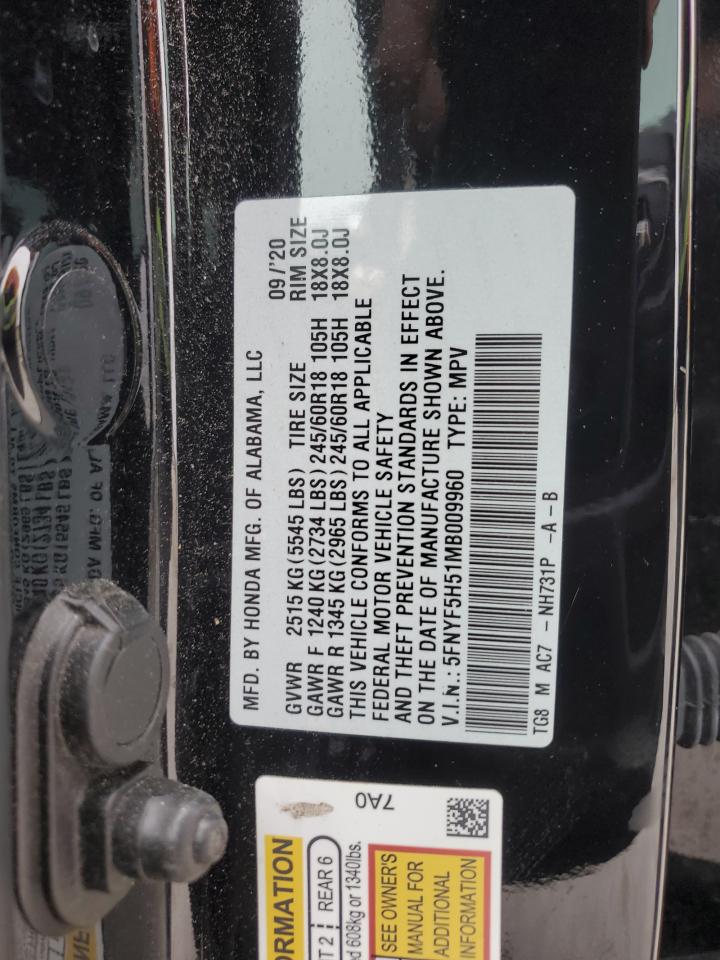 MFD. BY HONDA MFG. OF ALABAMA, LLC 09/'20
GVWR 2515 KG (5545 LBS) TIRE SIZE RIM SIZE
GAWR F 1240 KG (2734 LBS) 245/60R18 105H 18X8.0J
GAWR R 1345 KG (2965 LBS) 245/60R18 105H 18X8.0J
THIS VEHICLE CONFORMS TO ALL APPLICABLE
FEDERAL MOTOR VEHICLE SAFETY
AND THEFT PREVENTION STANDARDS IN EFFECT
ON THE DATE OF MANUFACTURE SHOWN ABOVE.
V.I.N.: 5FNYF5H51MB009960 TYPE: MPV
TG8 M AC7 -NH731P -A -B
7A0
ORMATION
T 2 REAR 6
d 608kg or 1340lbs.
SEE OWNER'S
MANUAL FOR
ADDITIONAL
INFORMATION